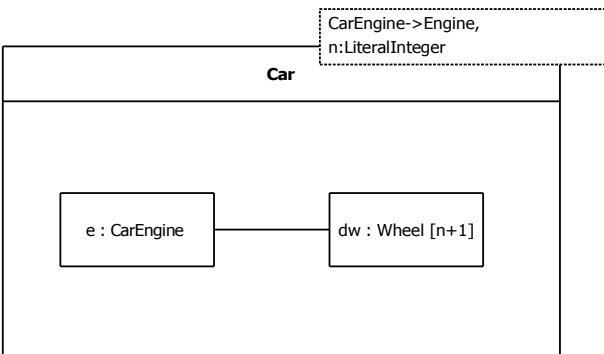 CarEngine->Engine,
n:LiteralInteger
Car
e : CarEngine
dw : Wheel [n+1]